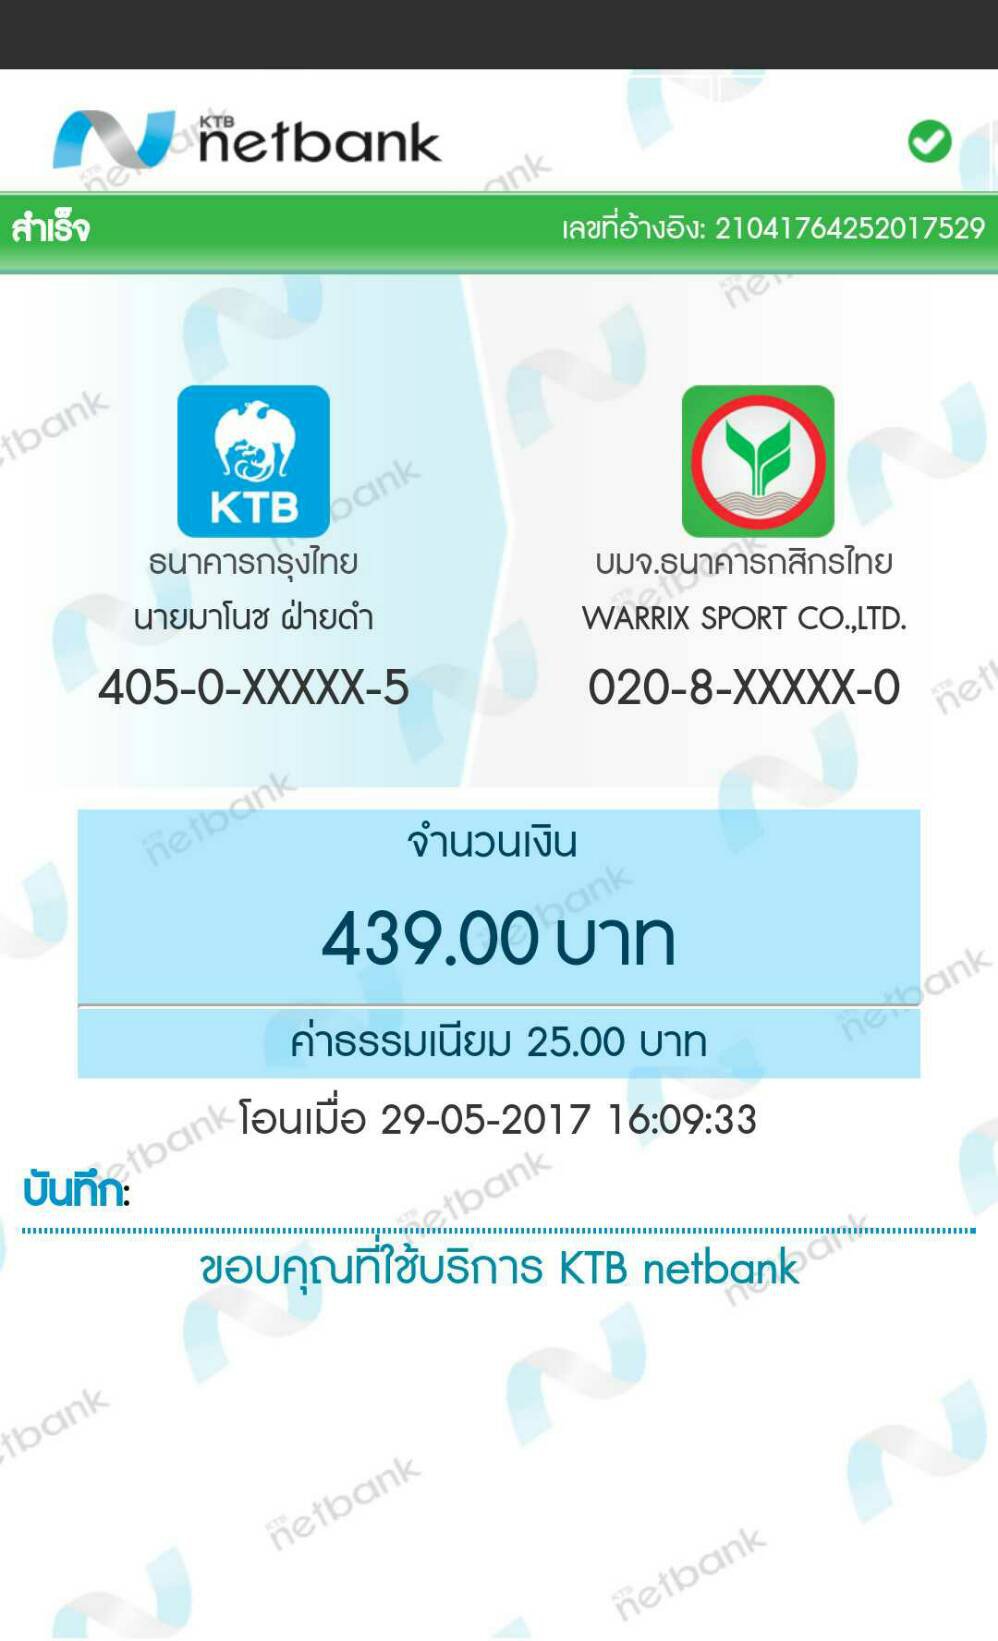 KTB netbank
สำเร็จ
เลขที่อ้างอิง: 21041764252017529
KTB
ธนาคารกรุงไทย
นายมาโนช ฝ่ายดำ
405-0-XXXXX-5
บมจ.ธนาคารกสิกรไทย
WARRIX SPORT CO.,LTD.
020-8-XXXXX-0
จำนวนเงิน
439.00 บาท
ค่าธรรมเนียม 25.00 บาท
โอนเมื่อ 29-05-2017 16:09:33
บันทึก:
ขอบคุณที่ใช้บริการ KTB netbank